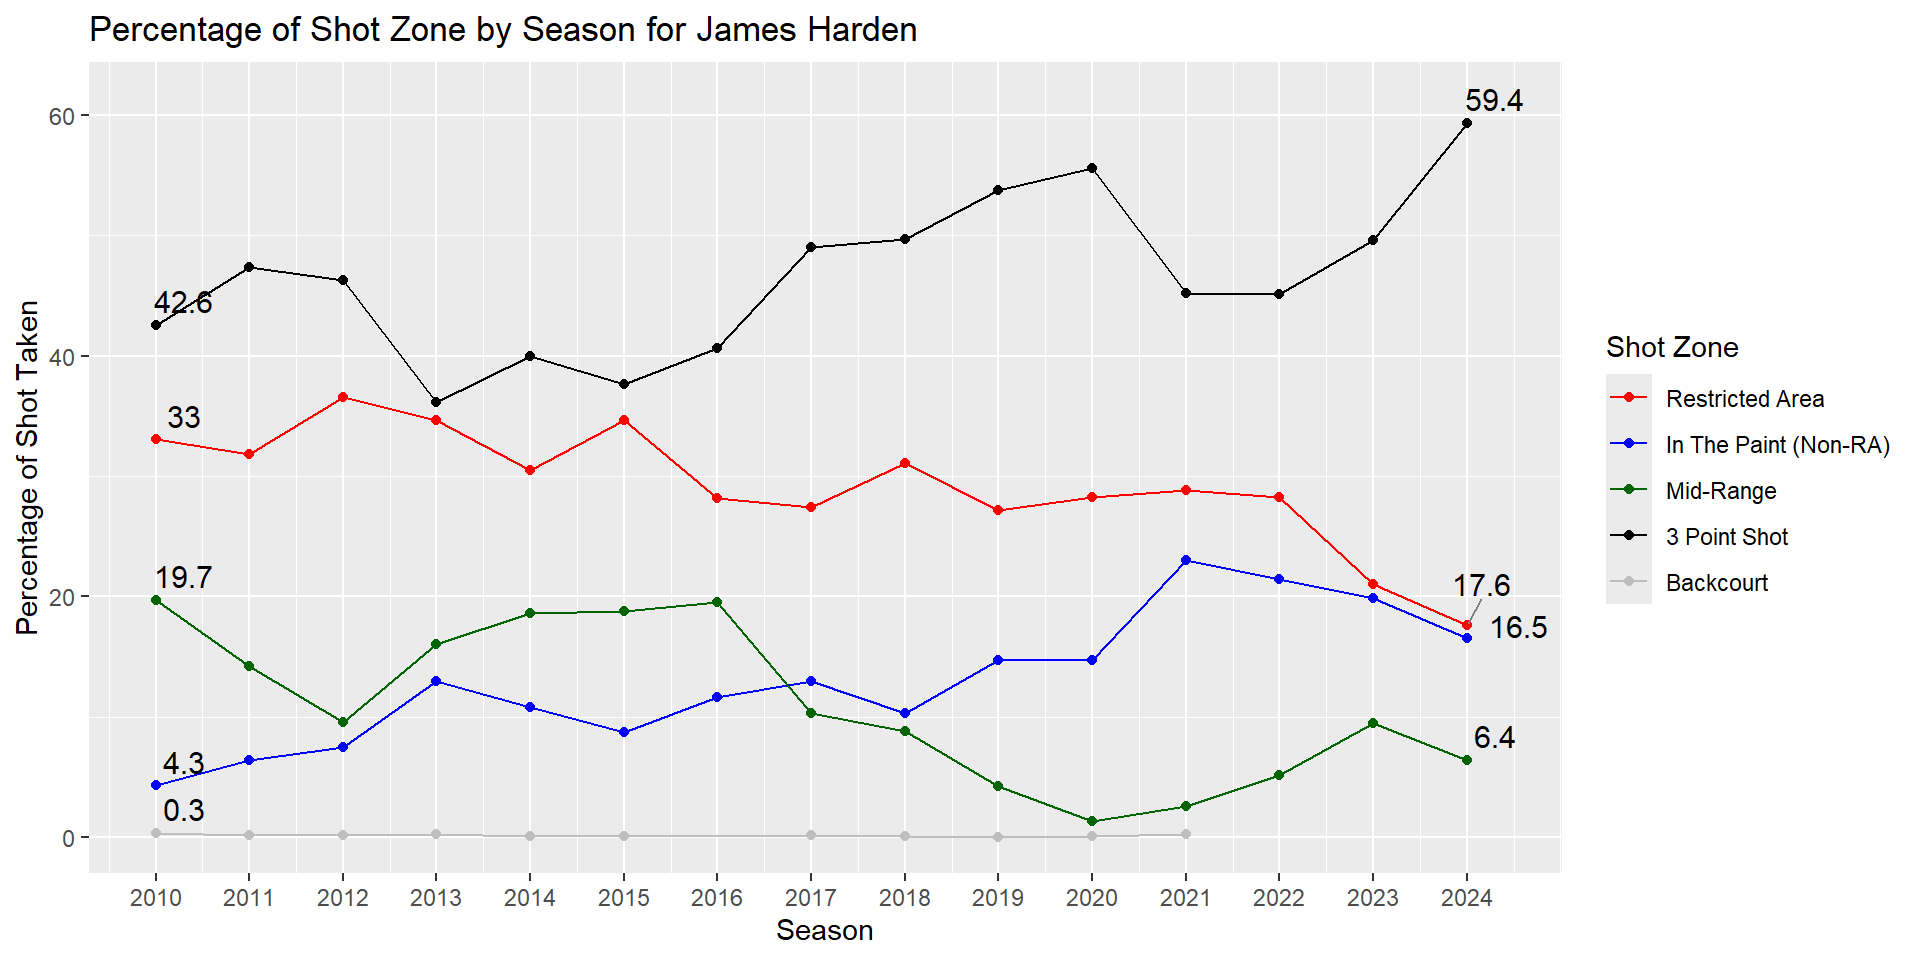 Percentage of Shot Zone by Season for James Harden
Percentage of Shot Taken
60
40
20
0
59.4
42.6
33
19.7
17.6
16.5
6.4
4.3
0.3
2010 2011 2012 2013 2014 2015 2016 2017 2018 2019 2020 2021 2022 2023 2024
Season
Shot Zone
Restricted Area
In The Paint (Non-RA)
Mid-Range
3 Point Shot
Backcourt